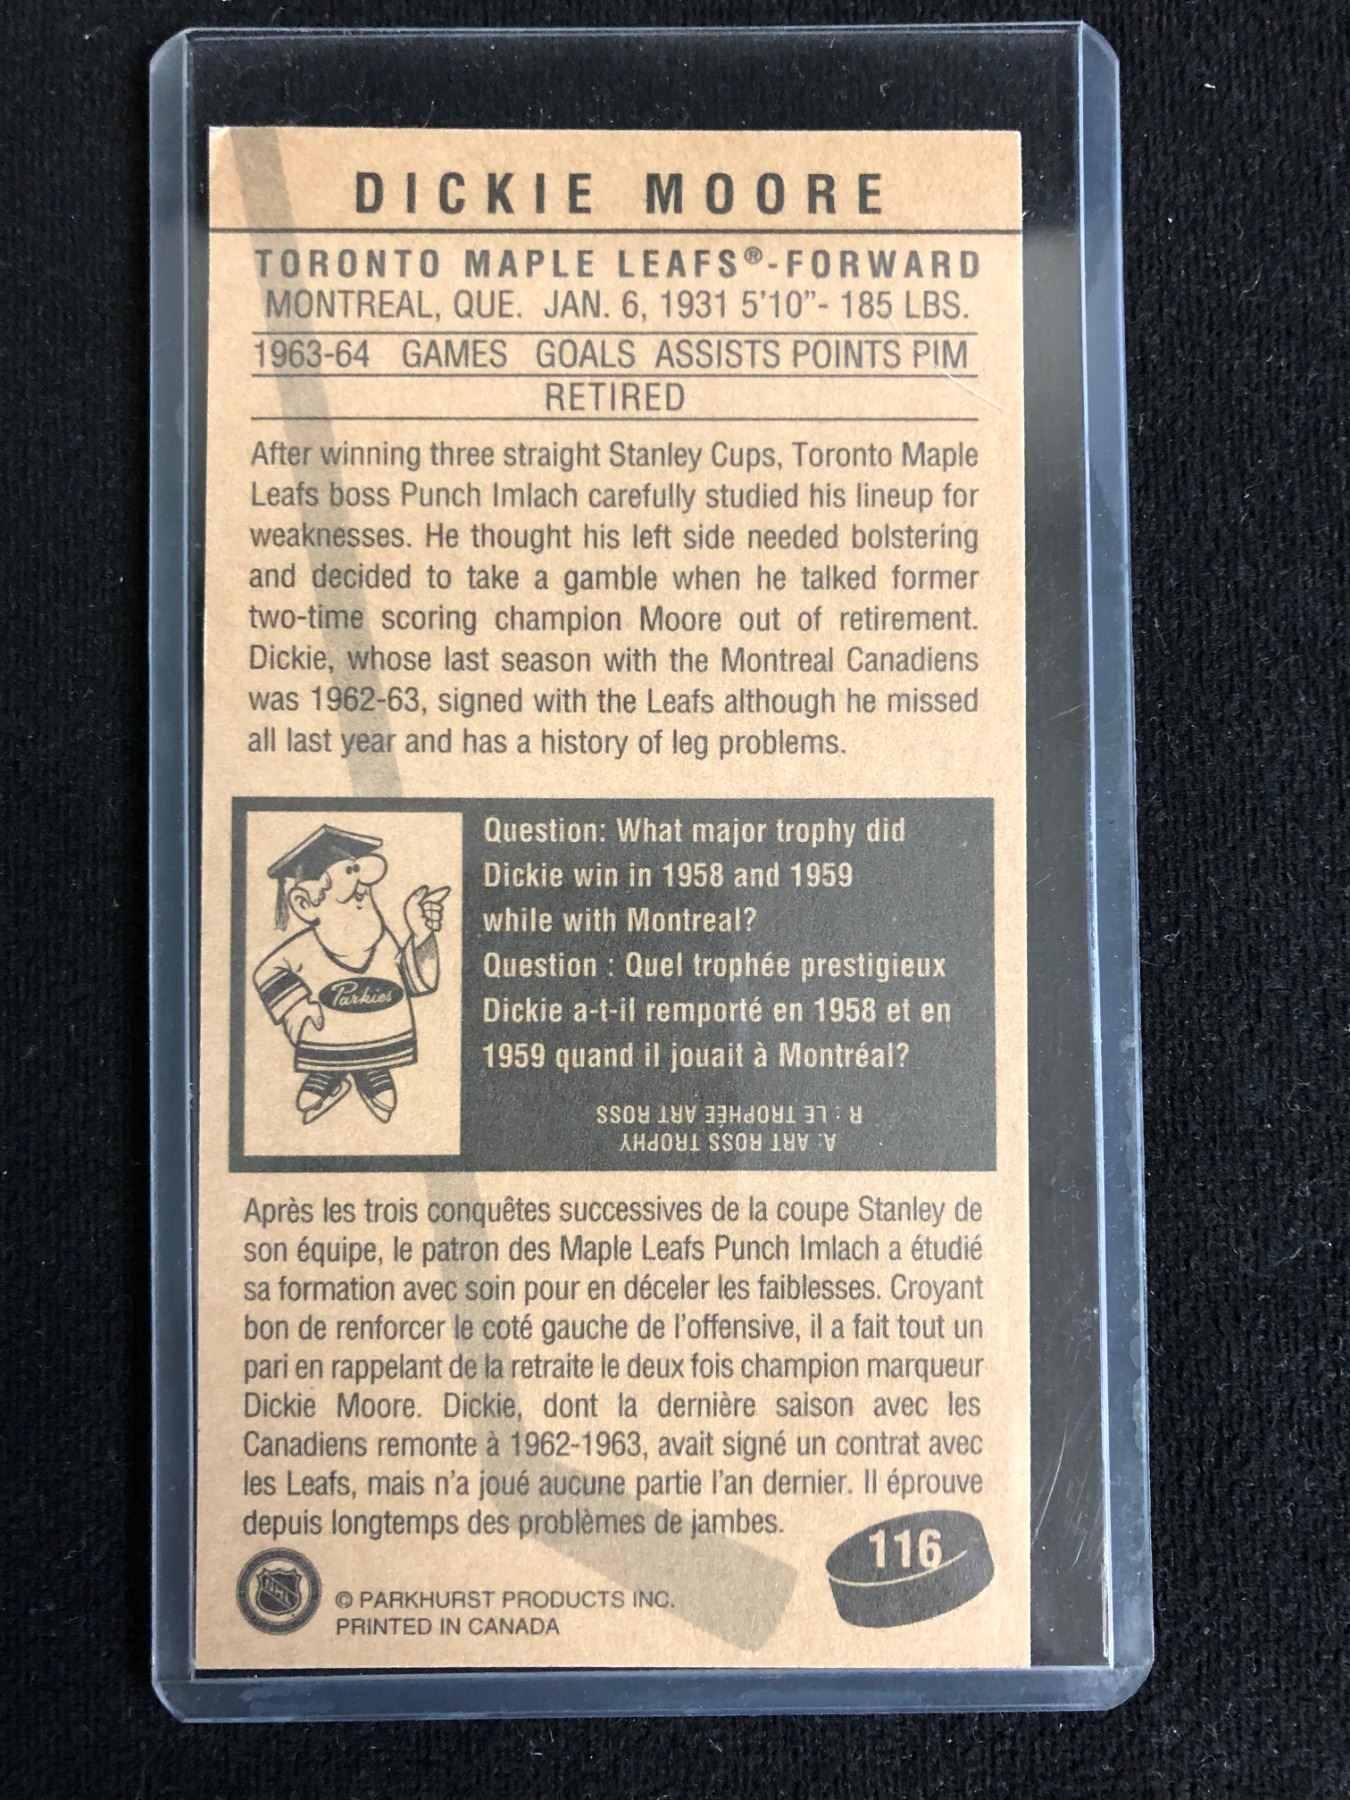 DICKIE MOORE
TORONTO MAPLE LEAFS®-FORWARD
MONTREAL, QUE. JAN. 6, 1931 5'10"- 185 LBS.
1963-64 GAMES GOALS ASSISTS POINTS PIM
RETIRED
After winning three straight Stanley Cups, Toronto Maple
Leafs boss Punch Imlach carefully studied his lineup for
weaknesses. He thought his left side needed bolstering
and decided to take a gamble when he talked former
two-time scoring champion Moore out of retirement.
Dickie, whose last season with the Montreal Canadiens
was 1962-63, signed with the Leafs although he missed
all last year and has a history of leg problems.
Parkies
Question: What major trophy did
Dickie win in 1958 and 1959
while with Montreal?
Question : Quel trophée prestigieux
Dickie a-t-il remporté en 1958 et en
1959 quand il jouait à Montréal?
A: ART ROSS TROPHY
R : LE TROPHÉE ART ROSS
Après les trois conquêtes successives de la coupe Stanley de
son équipe, le patron des Maple Leafs Punch Imlach a étudié
sa formation avec soin pour en déceler les faiblesses. Croyant
bon de renforcer le coté gauche de l'offensive, il a fait tout un
pari en rappelant de la retraite le deux fois champion marqueur
Dickie Moore. Dickie, dont la dernière saison avec les
Canadiens remonte à 1962-1963, avait signé un contrat avec
les Leafs, mais n'a joué aucune partie l'an dernier. Il éprouve
depuis longtemps des problèmes de jambes.
116
© PARKHURST PRODUCTS INC.
PRINTED IN CANADA